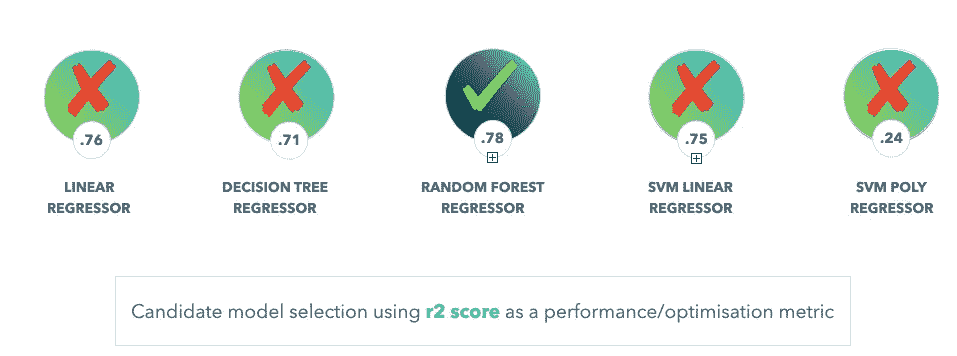 .76
.71
.78
.75
.24
LINEAR
REGRESSOR
DECISION TREE
REGRESSOR
RANDOM FOREST
REGRESSOR
SVM LINEAR
REGRESSOR
SVM POLY
REGRESSOR
Candidate model selection using r2 score as a performance/optimisation metric